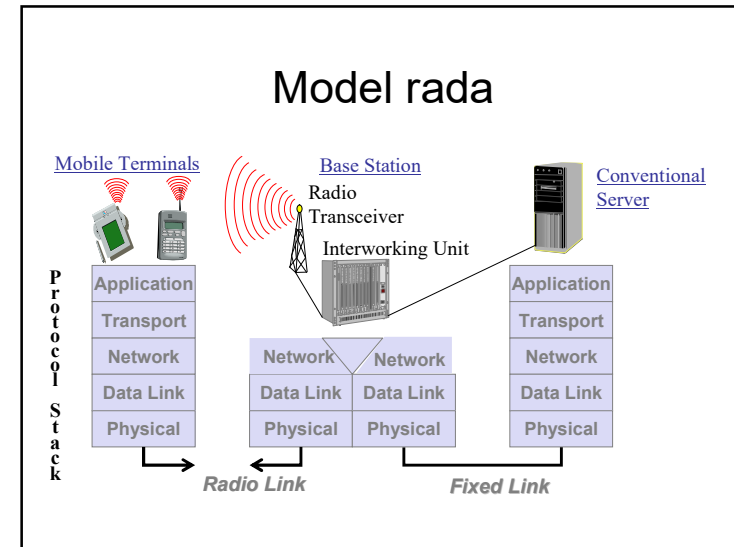 Model rada
Mobile Terminals
Base Station
Radio
Transceiver
Interworking Unit
Conventional
Server
Protocol Stack
Application
Transport
Network
Data Link
Physical
Network
Data Link
Physical
Network
Data Link
Physical
Application
Transport
Network
Data Link
Physical
Radio Link
Fixed Link